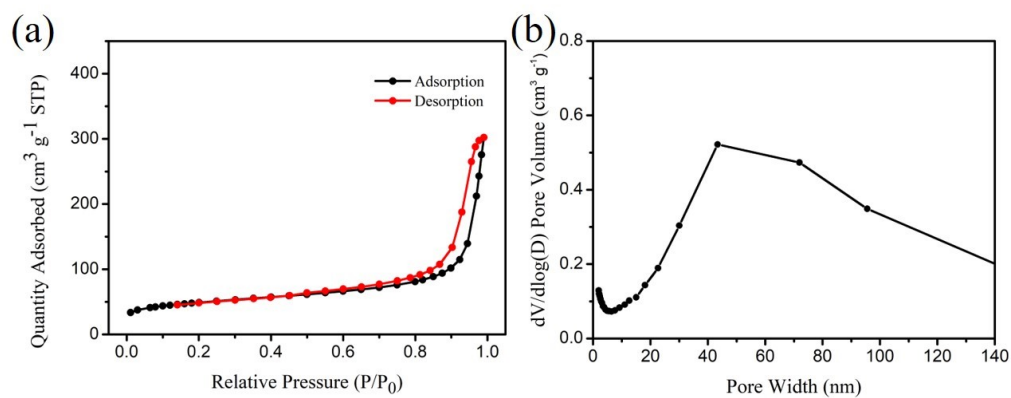 (a)
Quantity Adsorbed (cm³ g⁻¹ STP)
400
300
200
100
0
Adsorption
Desorption
0.0 0.2 0.4 0.6 0.8 1.0
Relative Pressure (P/P₀)
(b)
dV/dlog(D) Pore Volume (cm³ g⁻¹)
0.8
0.6
0.4
0.2
0.0
0 20 40 60 80 100 120 140
Pore Width (nm)